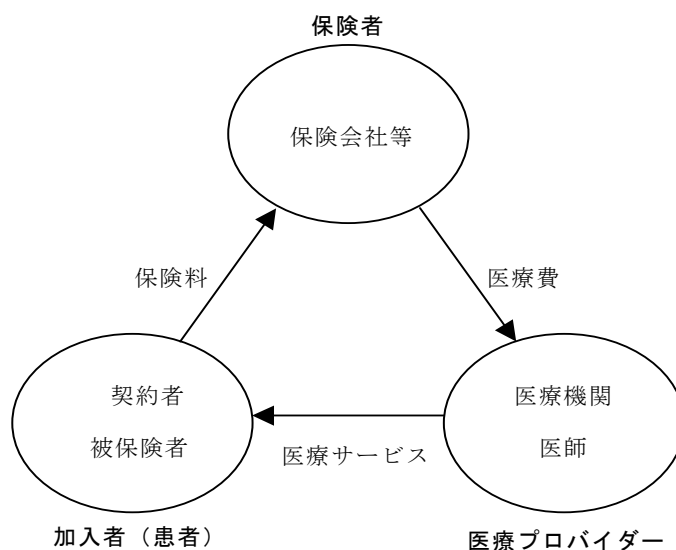 保険者
保険会社等
保険料
医療費
契約者
被保険者
医療機関
医師
医療サービス
加入者（患者）
医療プロバイダー